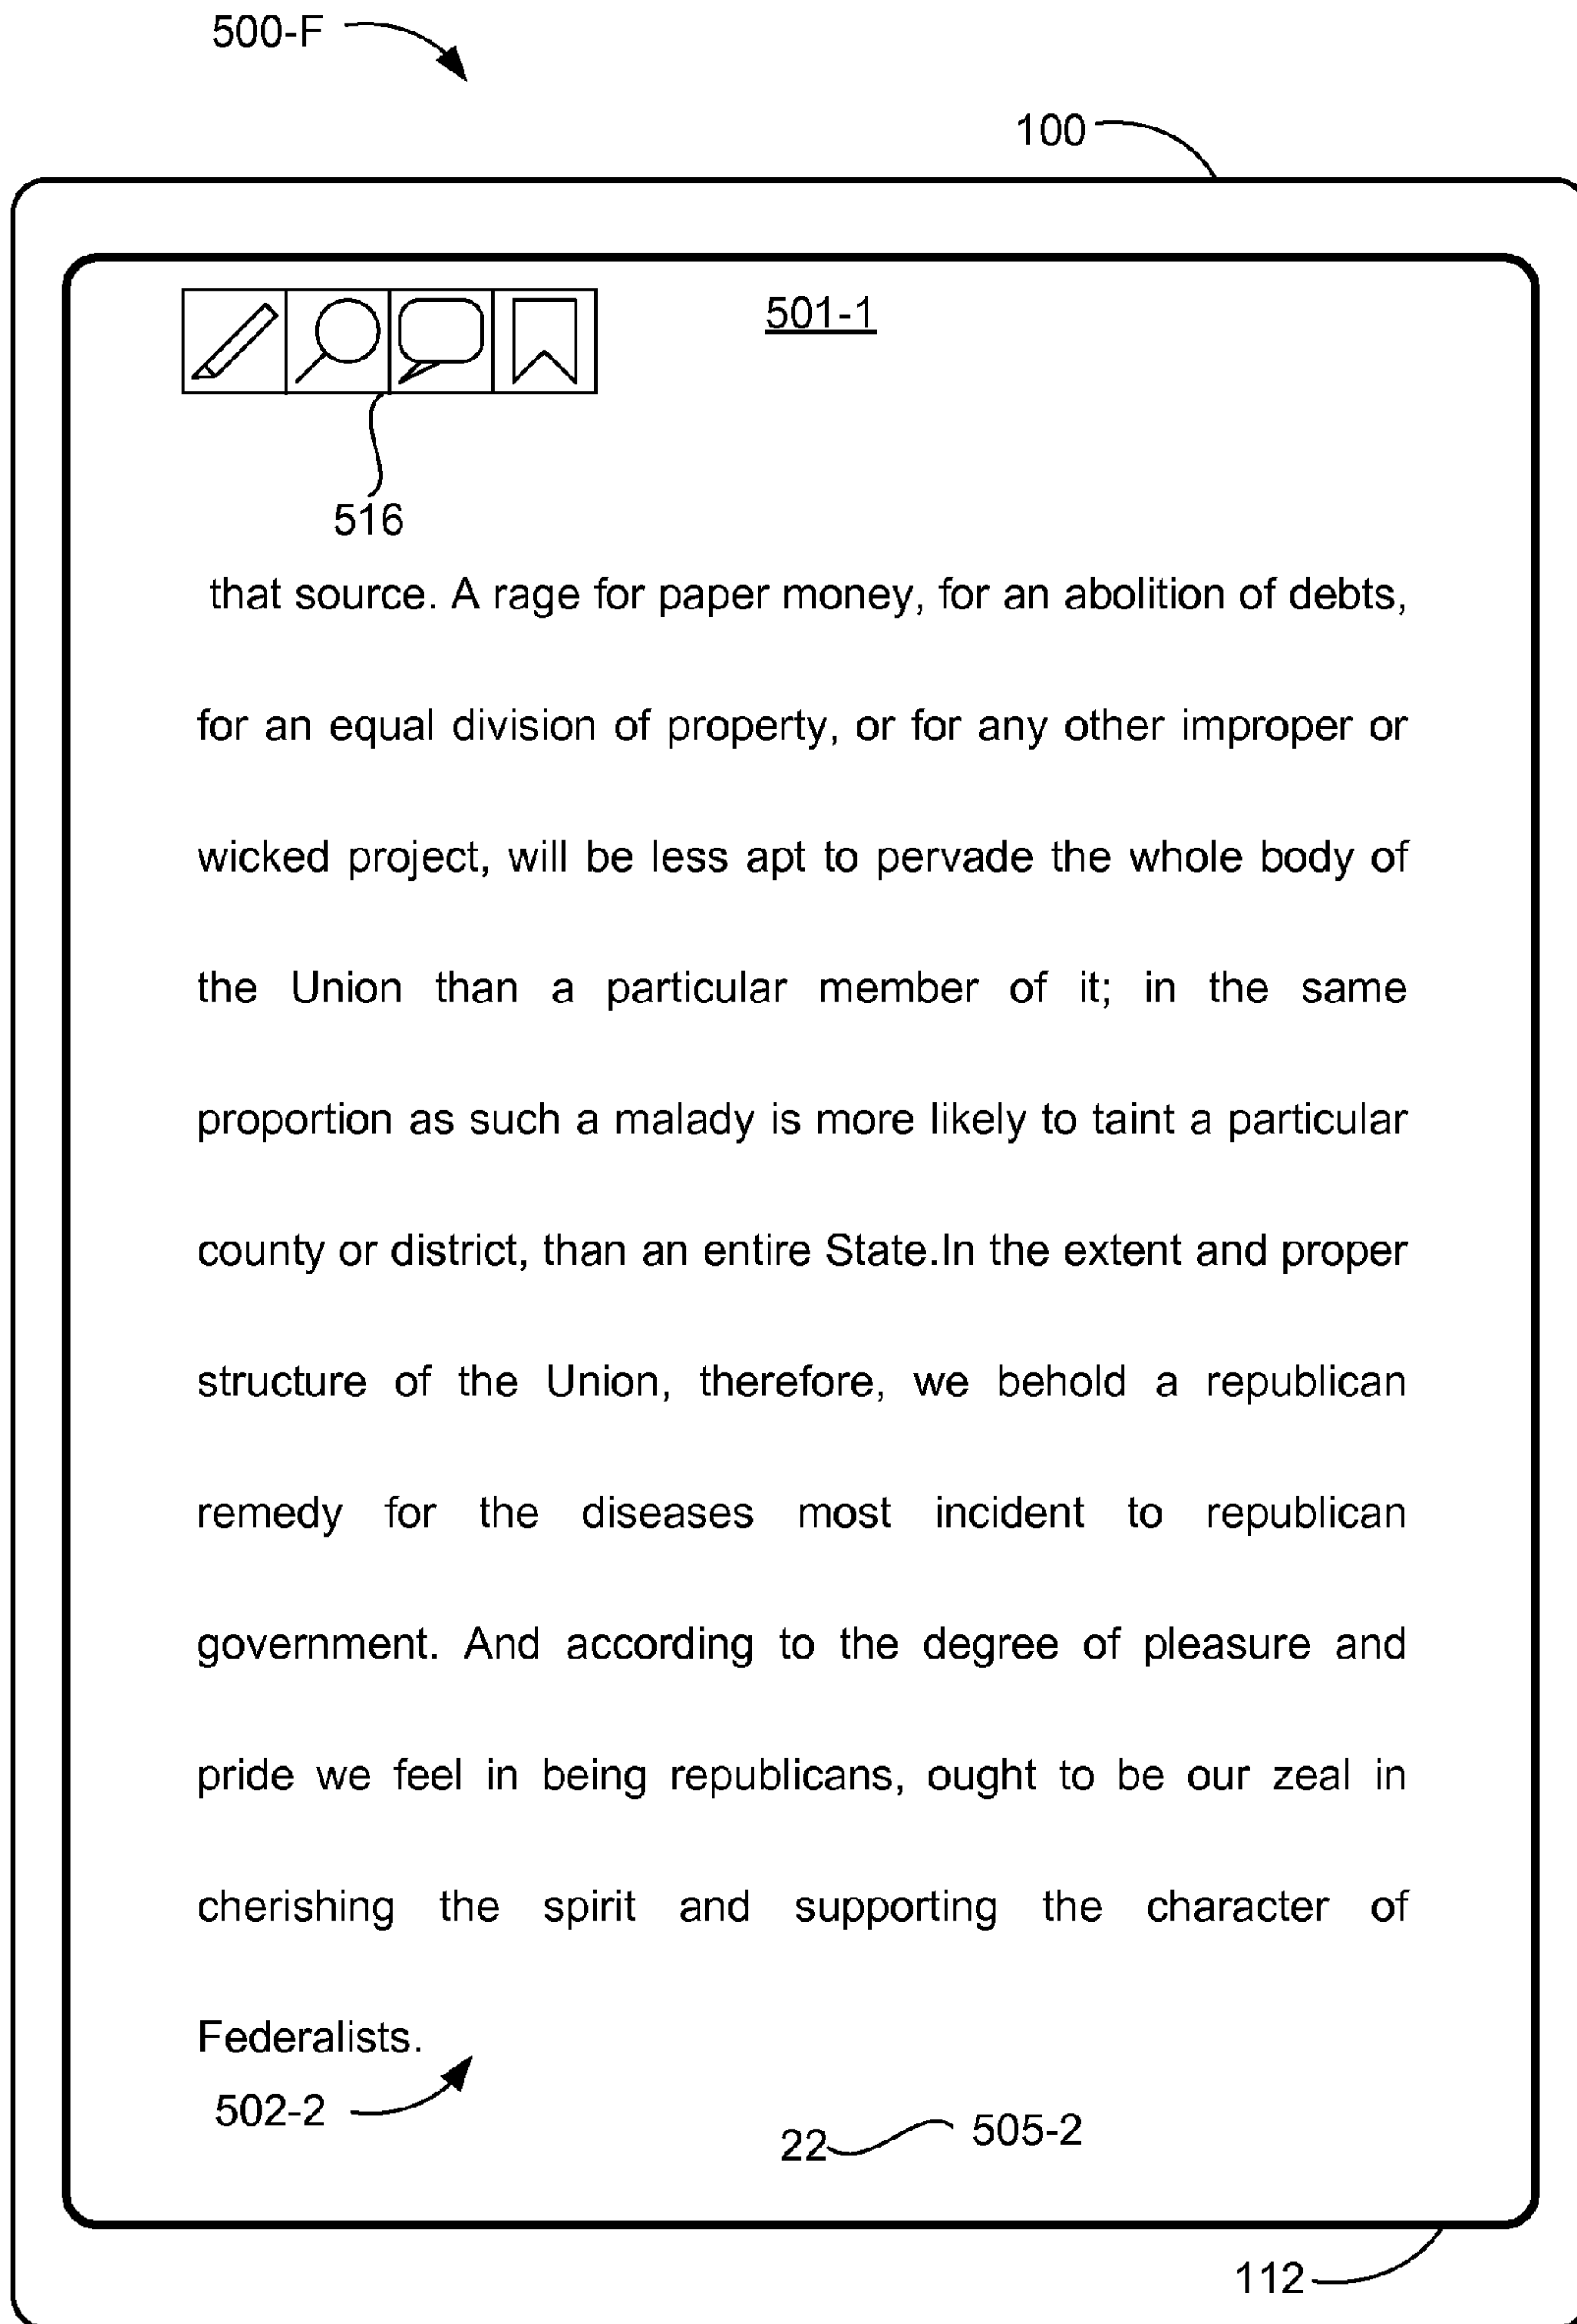 500-F
100
501-1
516
that source. A rage for paper money, for an abolition of debts,
for an equal division of property, or for any other improper or
wicked project, will be less apt to pervade the whole body of
the Union than a particular member of it; in the same
proportion as such a malady is more likely to taint a particular
county or district, than an entire State.In the extent and proper
structure of the Union, therefore, we behold a republican
remedy for the diseases most incident to republican
government. And according to the degree of pleasure and
pride we feel in being republicans, ought to be our zeal in
cherishing the spirit and supporting the character of
Federalists.
502-2
22 505-2
112